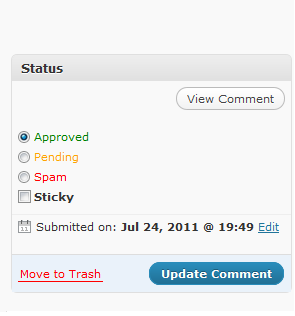 Status
View Comment
Approved
Pending
Spam
Sticky
11 Submitted on: Jul 24, 2011 @ 19:49 Edit
Move to Trash Update Comment